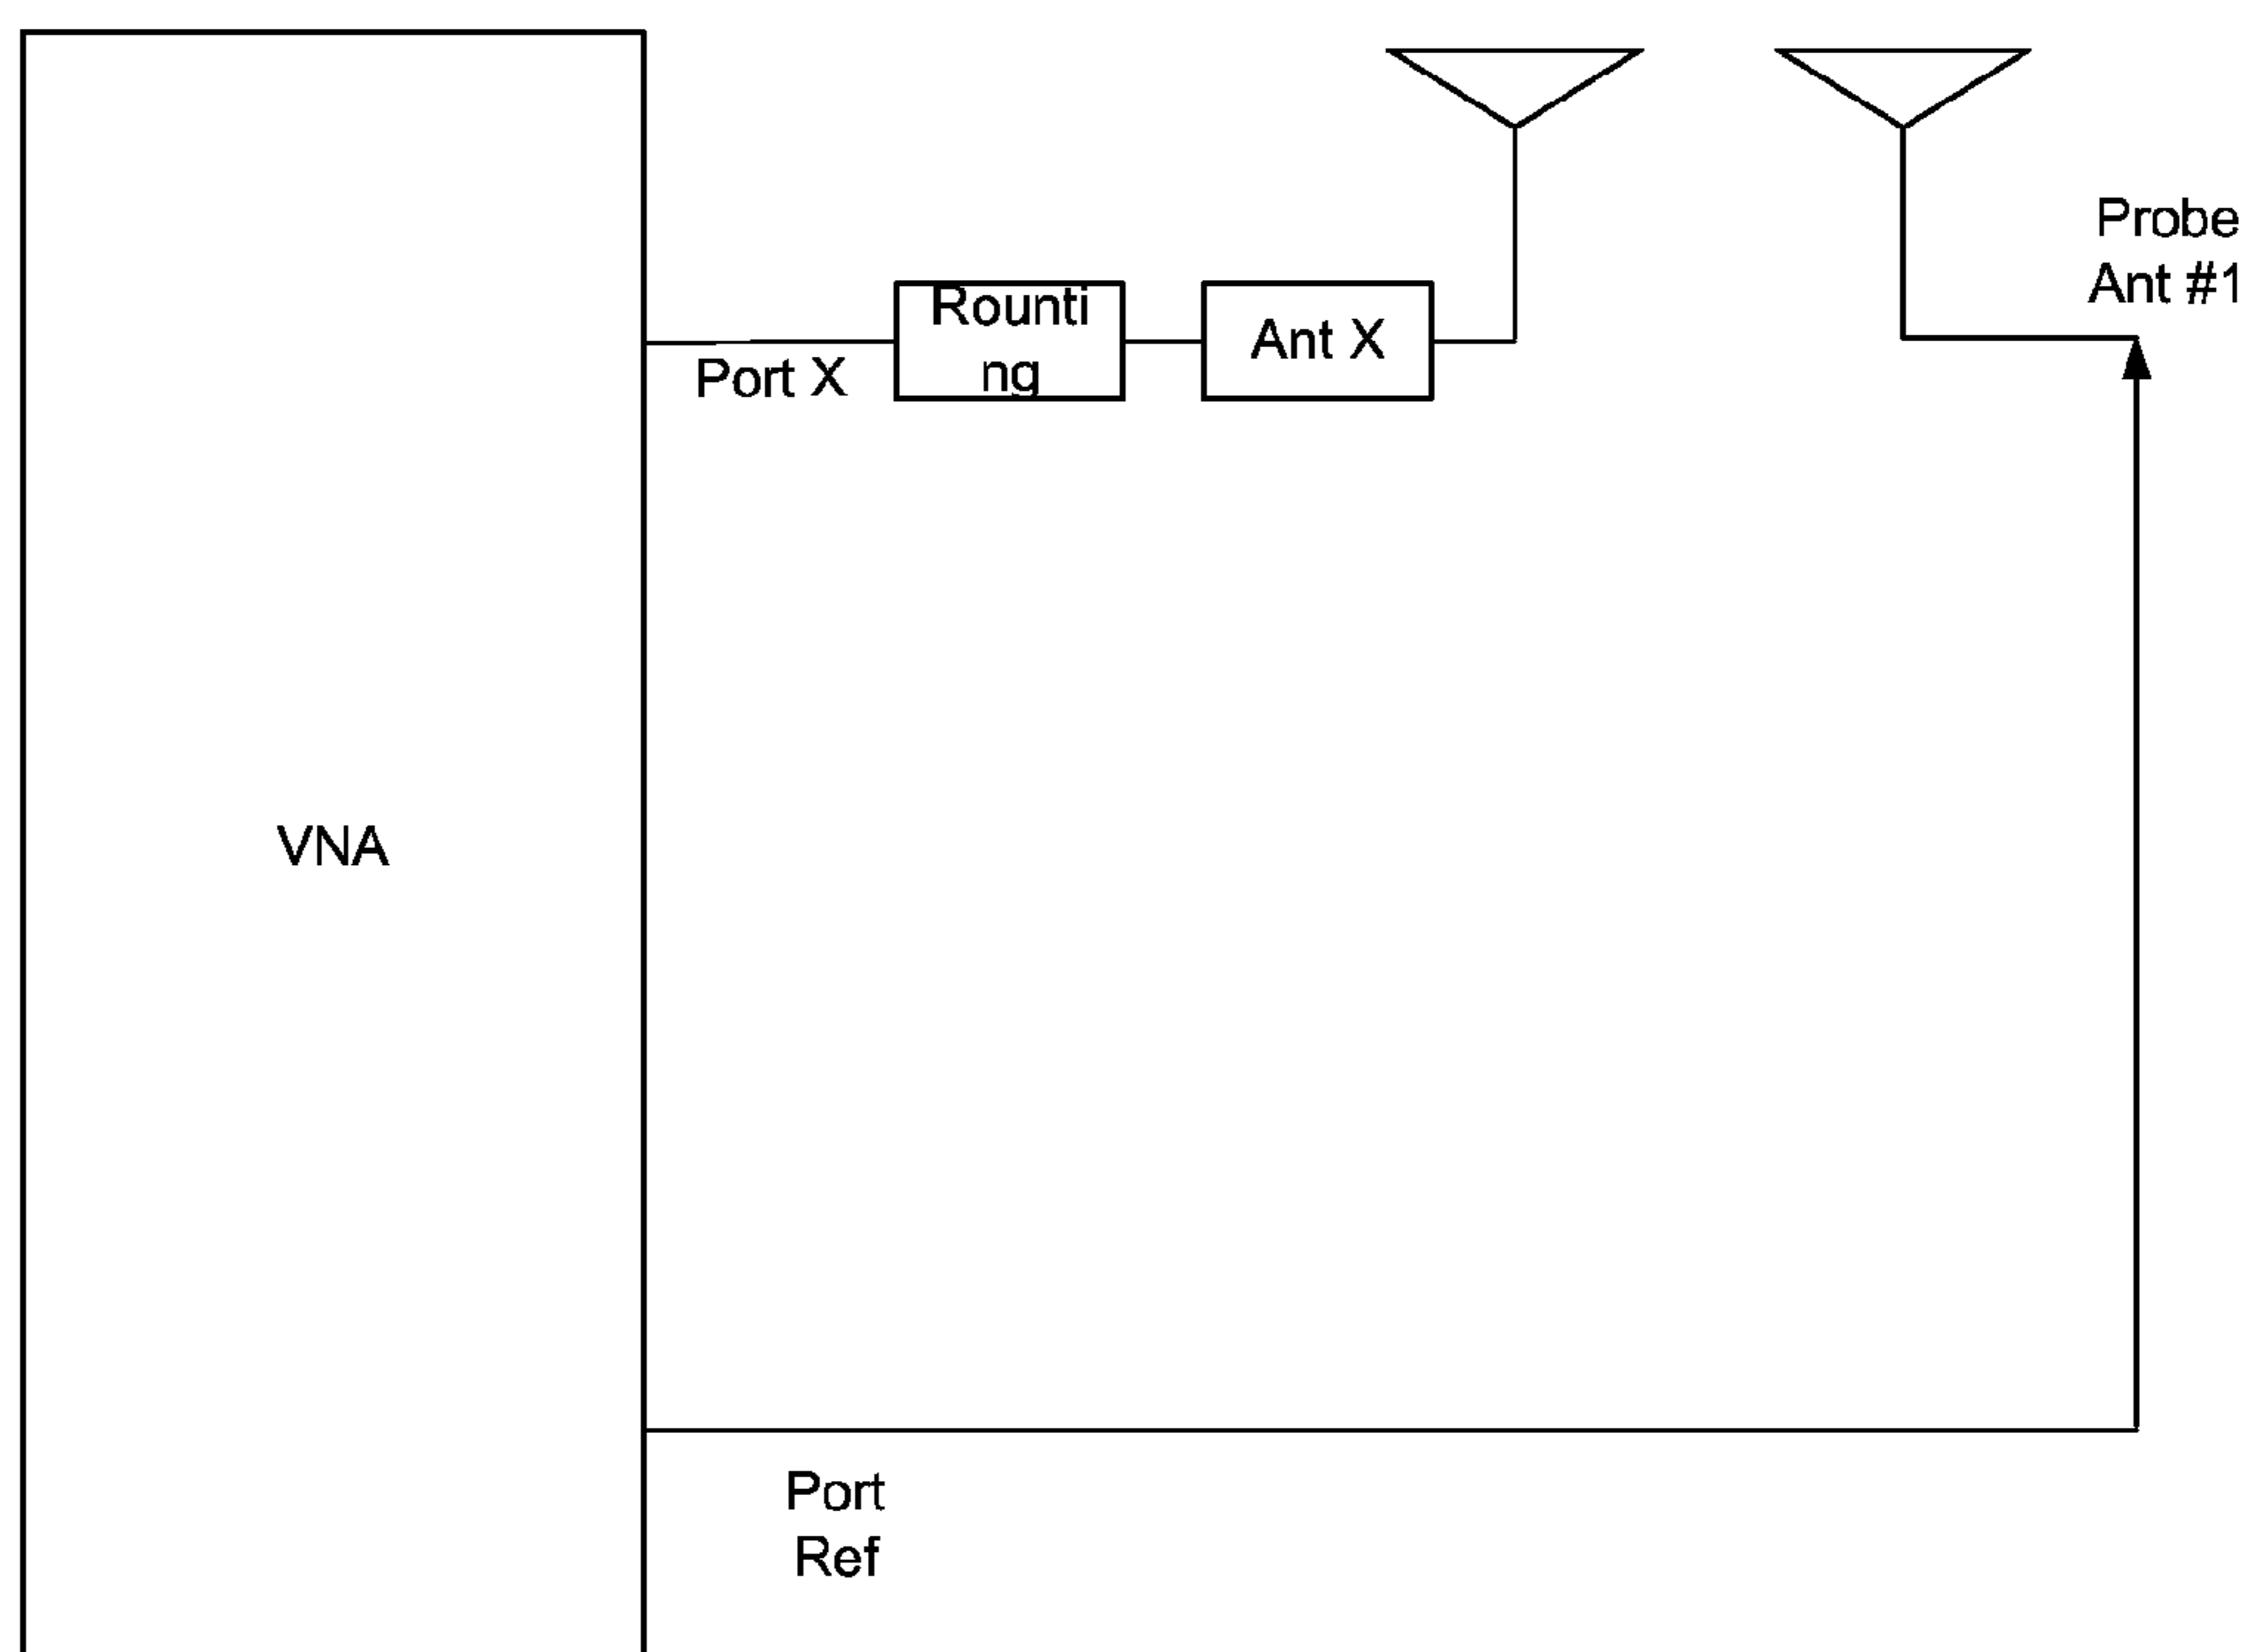 Probe
Ant #1
Rounti
ng
Ant X
Port X
VNA
Port
Ref